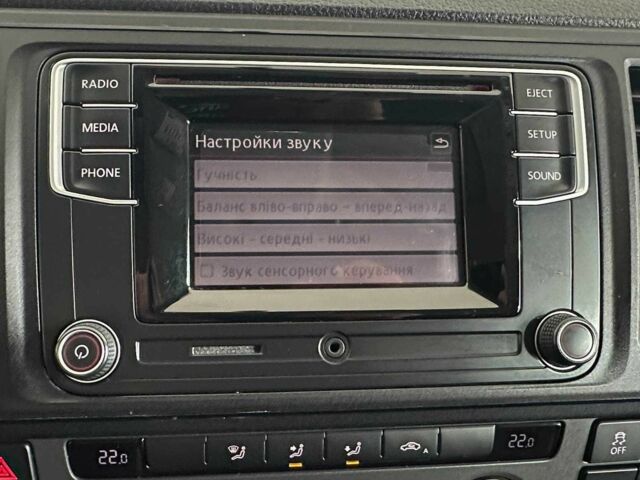 RADIO
MEDIA
PHONE
EJECT
SETUP
SOUND
Настройки звуку
Гучність
Баланс вліво-вправо - вперед-назад
Високі - середні - низькі
Звук сенсорного керування
22.0
A
22.0
OFF